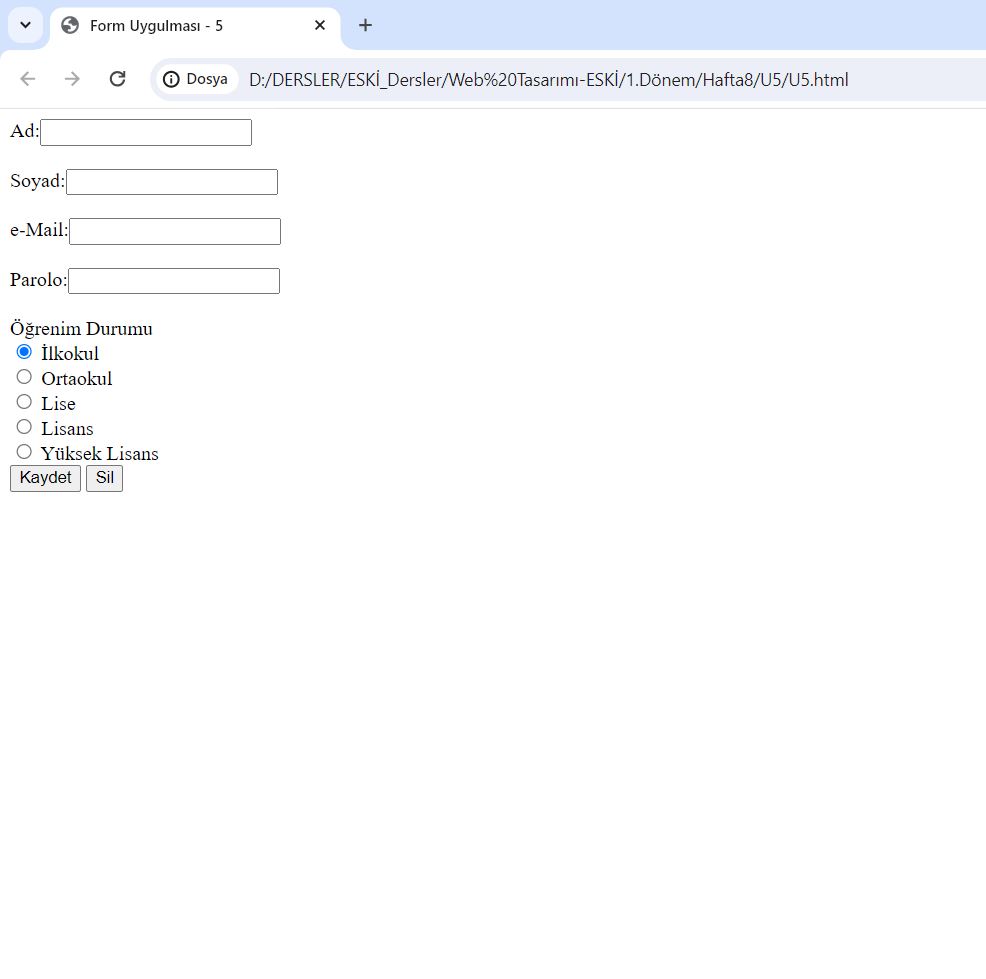 Form Uygulması - 5
Dosya D:/DERSLER/ESKİ_Dersler/Web%20Tasarımı-ESKİ/1.Dönem/Hafta8/U5/U5.html
Ad:
Soyad:
e-Mail:
Parolo:
Öğrenim Durumu
İlkokul
Ortaokul
Lise
Lisans
Yüksek Lisans
Kaydet Sil